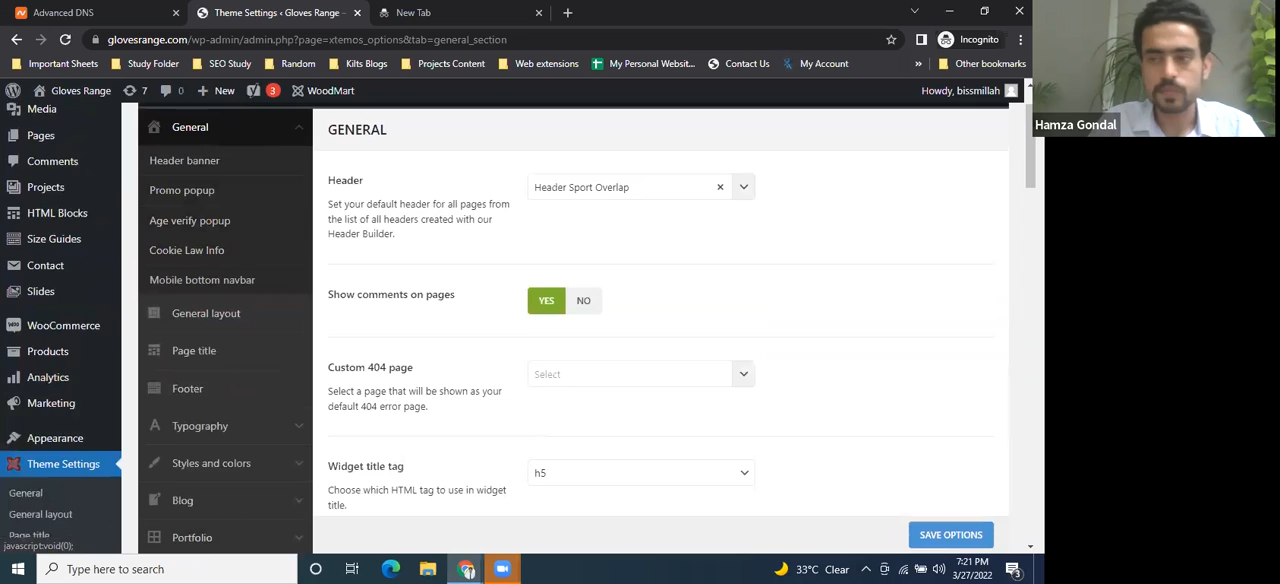 Advanced DNS
Theme Settings ‹ Gloves Range –
New Tab
glovesrange.com/wp-admin/admin.php?page=xtemos_options&tab=general_section
Incognito
Important Sheets
Study Folder
SEO Study
Random
Kilts Blogs
Projects Content
Web extensions
My Personal Websit...
Contact Us
My Account
»
Other bookmarks
Gloves Range
7
0
New
3
WoodMart
Howdy, bissmillah
Hamza Gondal
Media
Pages
Comments
Projects
HTML Blocks
Size Guides
Contact
Slides
WooCommerce
Products
Analytics
Marketing
Appearance
Theme Settings
General
General layout
Page title
javascript:void(0);
General
Header banner
Promo popup
Age verify popup
Cookie Law Info
Mobile bottom navbar
General layout
Page title
Footer
Typography
Styles and colors
Blog
Portfolio
GENERAL
Header
Header Sport Overlap
Set your default header for all pages from
the list of all headers created with our
Header Builder.
Show comments on pages
YES NO
Custom 404 page
Select
Select a page that will be shown as your
default 404 error page.
Widget title tag
h5
Choose which HTML tag to use in widget
title.
SAVE OPTIONS
Type here to search
33°C Clear
7:21 PM
3/27/2022
3